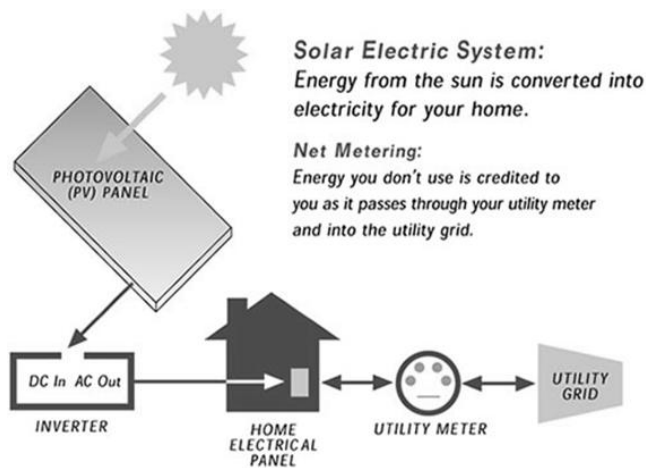 Solar Electric System:
Energy from the sun is converted into
electricity for your home.
Net Metering:
Energy you don't use is credited to
you as it passes through your utility meter
and into the utility grid.
PHOTOVOLTAIC
(PV) PANEL
DC In AC Out
INVERTER
HOME
ELECTRICAL
PANEL
UTILITY METER
UTILITY
GRID